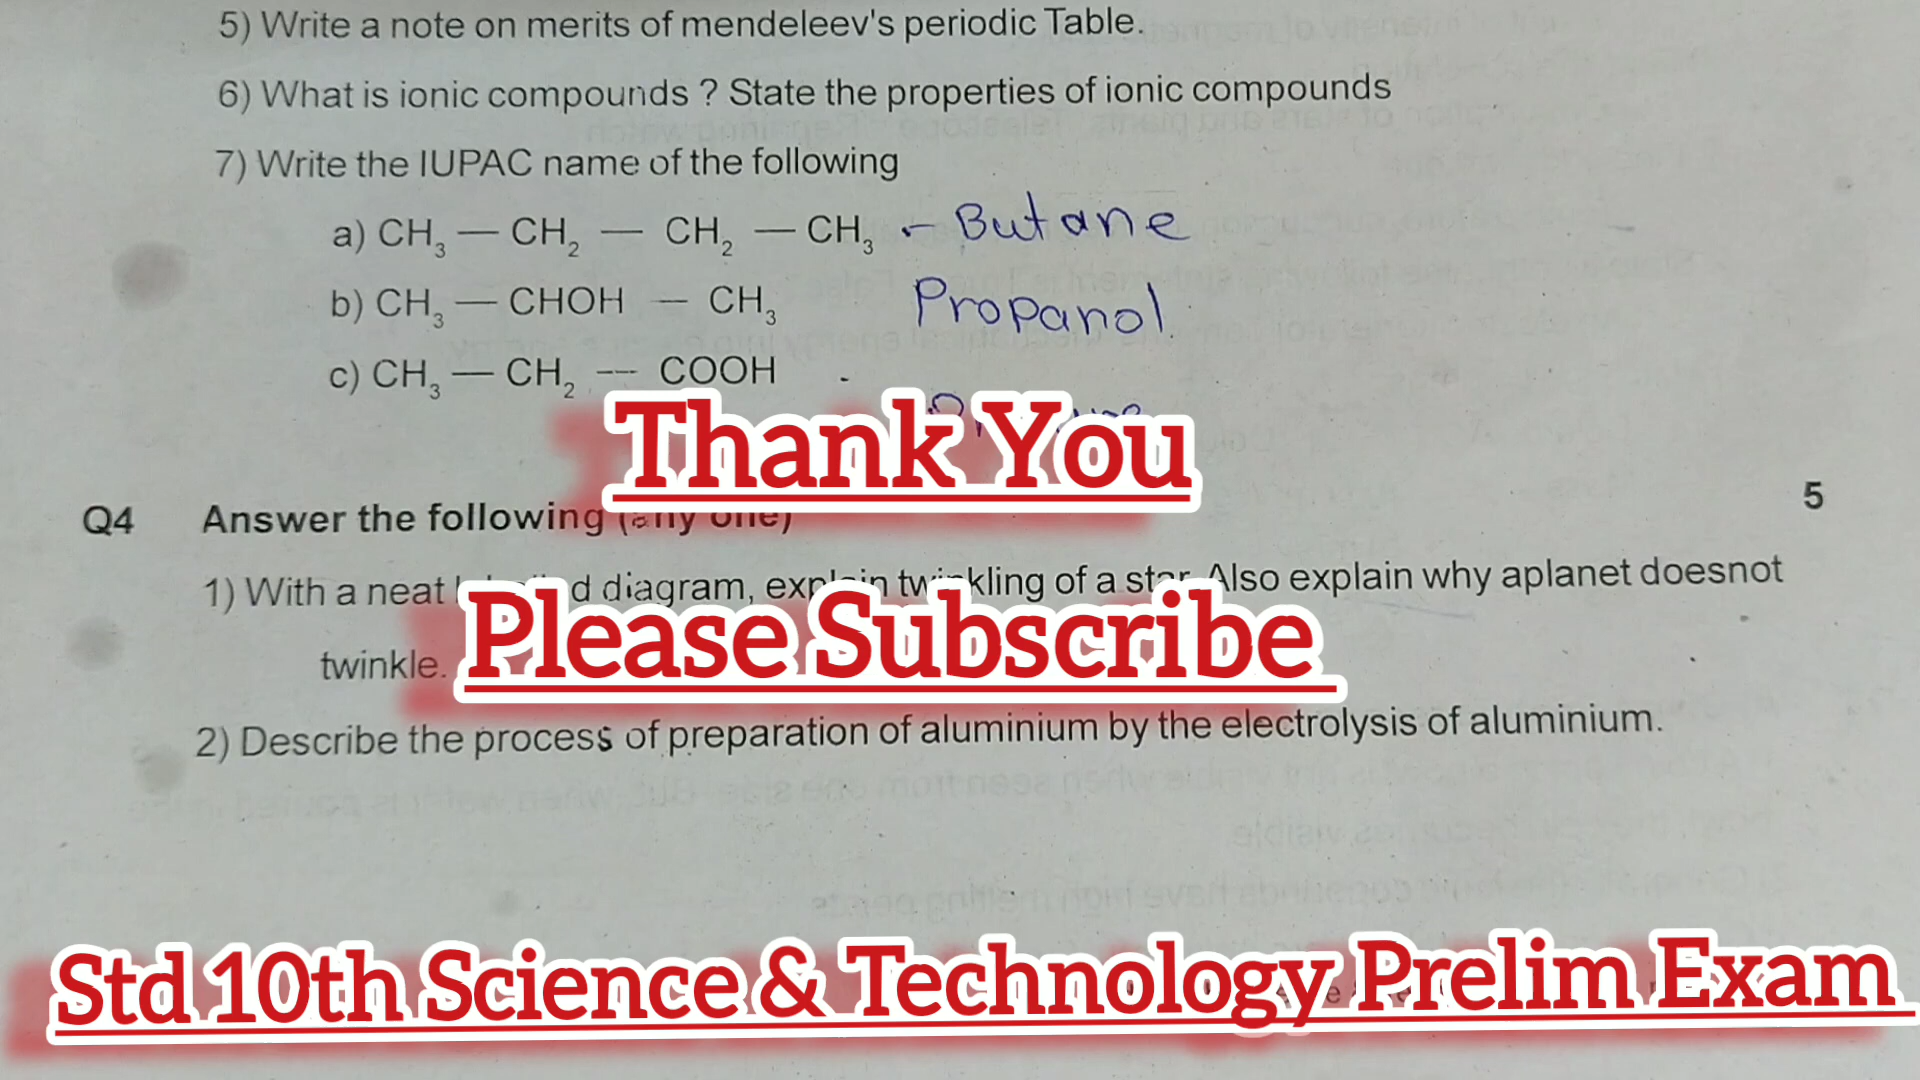 5) Write a note on merits of mendeleev's periodic Table.
6) What is ionic compounds ? State the properties of ionic compounds
7) Write the IUPAC name of the following
a) CH₃ — CH₂ — CH₂ — CH₃ - Butane
b) CH₃ — CHOH — CH₃ Propanol
c) CH₃ — CH₂ -- COOH
Thank You
Q4 Answer the following (any one) 5
1) With a neat diagram, explain twinkling of a star Also explain why aplanet doesnot
twinkle.
Please Subscribe
2) Describe the process of preparation of aluminium by the electrolysis of aluminium.
Std 10th Science & Technology Prelim Exam